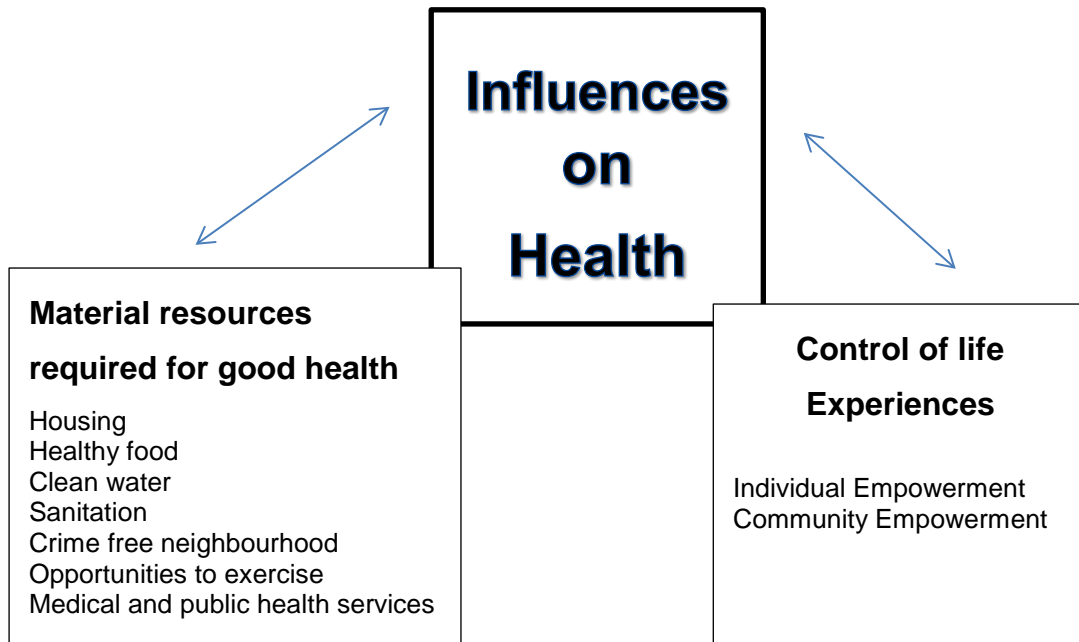 Influences
on
Health
Material resources
required for good health
Housing
Healthy food
Clean water
Sanitation
Crime free neighbourhood
Opportunities to exercise
Medical and public health services
Control of life
Experiences
Individual Empowerment
Community Empowerment